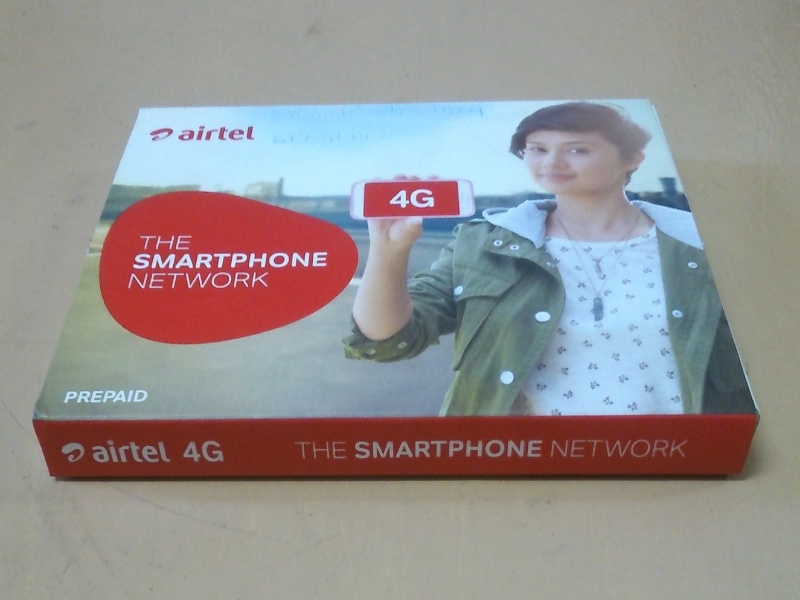 airtel
4G
THE
SMARTPHONE
NETWORK
PREPAID
airtel 4G THE SMARTPHONE NETWORK